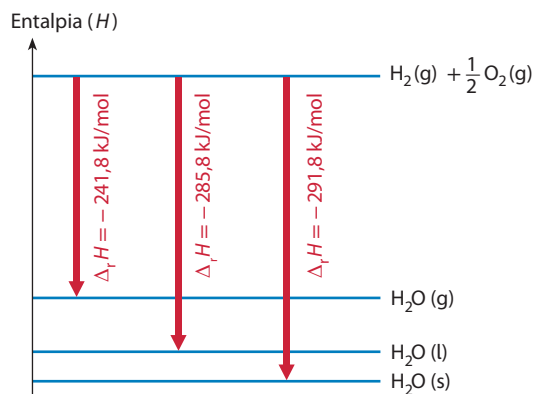 Entalpia (H)
H₂(g) + 1/2 O₂(g)
ΔᵣH = − 241,8 kJ/mol
ΔᵣH = − 285,8 kJ/mol
ΔᵣH = − 291,8 kJ/mol
H₂O (g)
H₂O (l)
H₂O (s)